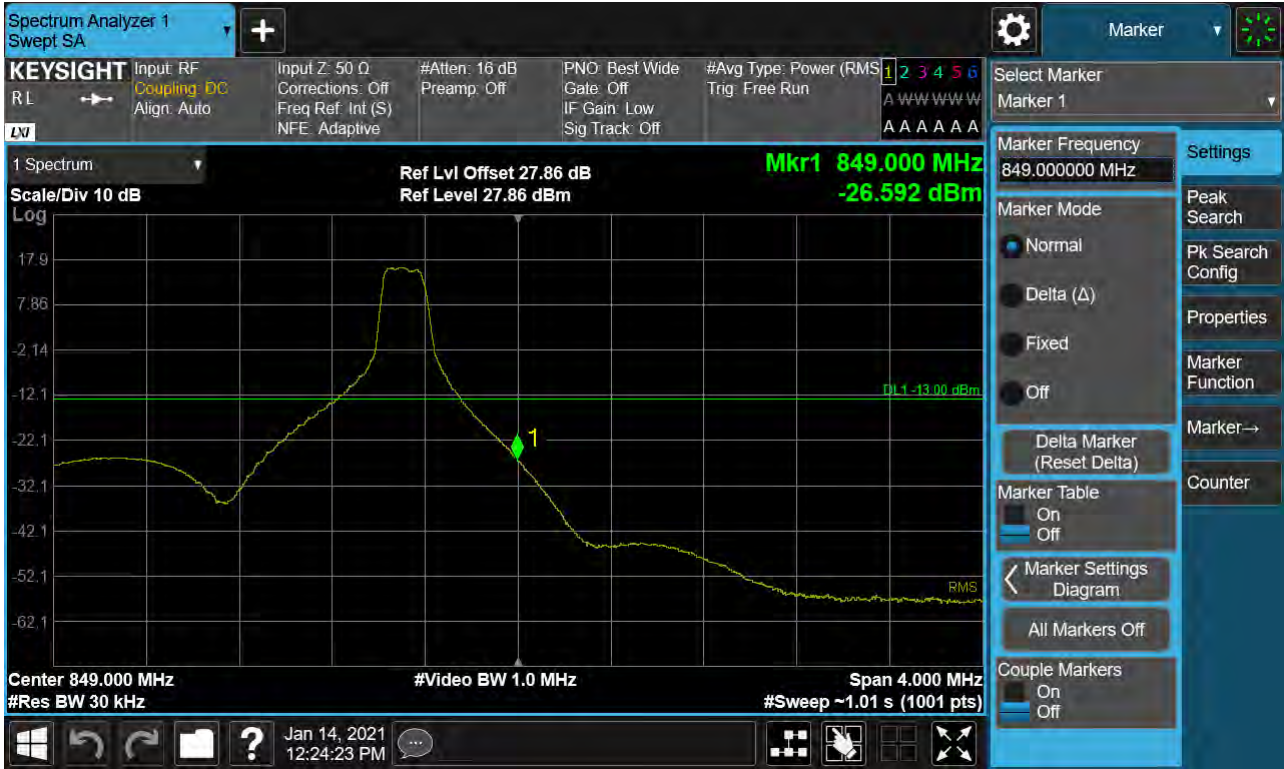 Spectrum Analyzer 1
Swept SA
Marker
KEYSIGHT
RL
LXI
Input: RF
Coupling: DC
Align: Auto
Input Z: 50 Ω
Corrections: Off
Freq Ref: Int (S)
NFE: Adaptive
#Atten: 16 dB
Preamp: Off
PNO: Best Wide
Gate: Off
IF Gain: Low
Sig Track: Off
#Avg Type: Power (RMS
Trig: Free Run
1 2 3 4 5 6
A W W W W W
A A A A A A
Select Marker
Marker 1
1 Spectrum
Scale/Div 10 dB
Log
Ref Lvl Offset 27.86 dB
Ref Level 27.86 dBm
Mkr1 849.000 MHz
-26.592 dBm
17.9
7.86
-2.14
-12.1
-22.1
-32.1
-42.1
-52.1
-62.1
DL1 -13.00 dBm
1
RMS
Center 849.000 MHz
#Res BW 30 kHz
#Video BW 1.0 MHz
Span 4.000 MHz
#Sweep ~1.01 s (1001 pts)
Marker Frequency
849.000000 MHz
Marker Mode
Normal
Delta (Δ)
Fixed
Off
Delta Marker
(Reset Delta)
Marker Table
On
Off
Marker Settings
Diagram
All Markers Off
Couple Markers
On
Off
Settings
Peak
Search
Pk Search
Config
Properties
Marker
Function
Marker→
Counter
?
Jan 14, 2021
12:24:23 PM